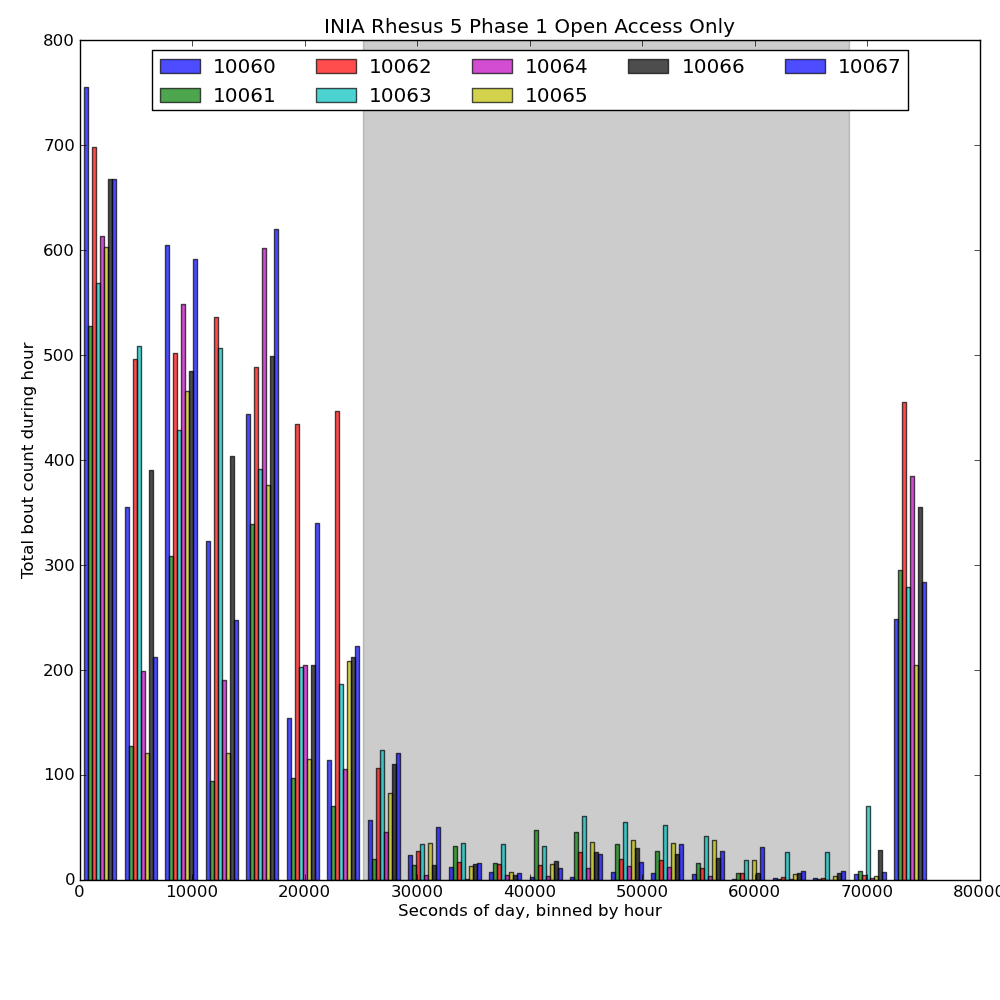 INIA Rhesus 5 Phase 1 Open Access Only
10060 10062 10064 10066 10067
10061 10063 10065
800
700
600
500
400
300
200
100
0
Total bout count during hour
0 10000 20000 30000 40000 50000 60000 70000 80000
Seconds of day, binned by hour